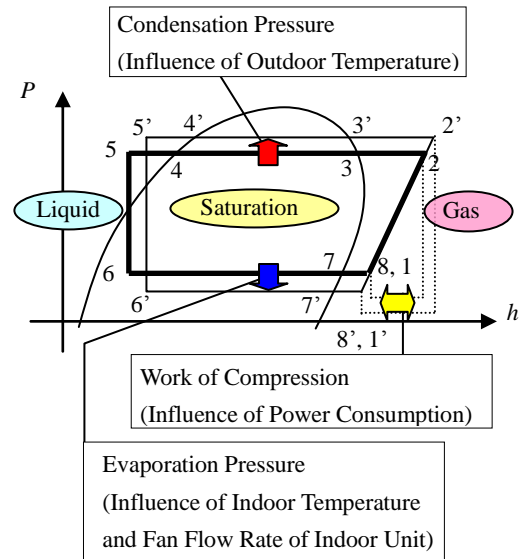 Condensation Pressure
(Influence of Outdoor Temperature)
P
5' 4' 3' 2'
5 4 3 2
Liquid Saturation Gas
6 7 8, 1
6' 7'
8', 1'
h
Work of Compression
(Influence of Power Consumption)
Evaporation Pressure
(Influence of Indoor Temperature
and Fan Flow Rate of Indoor Unit)